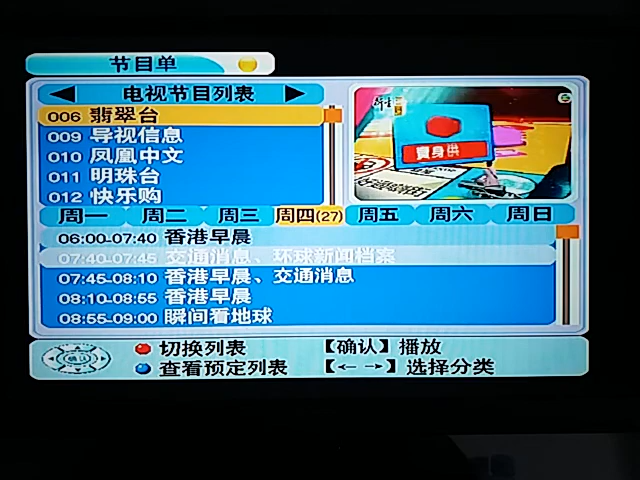 节目单
电视节目列表
006 翡翠台
009 导视信息
010 凤凰中文
011 明珠台
012 快乐购
周一 周二 周三 周四(27) 周五 周六 周日
06:00-07:40 香港早晨
07:40-07:45 交通消息、环球新闻档案
07:45-08:10 香港早晨、交通消息
08:10-08:55 香港早晨
08:55-09:00 瞬间看地球
确认
切换列表 【确认】播放
查看预定列表 【←→】选择分类